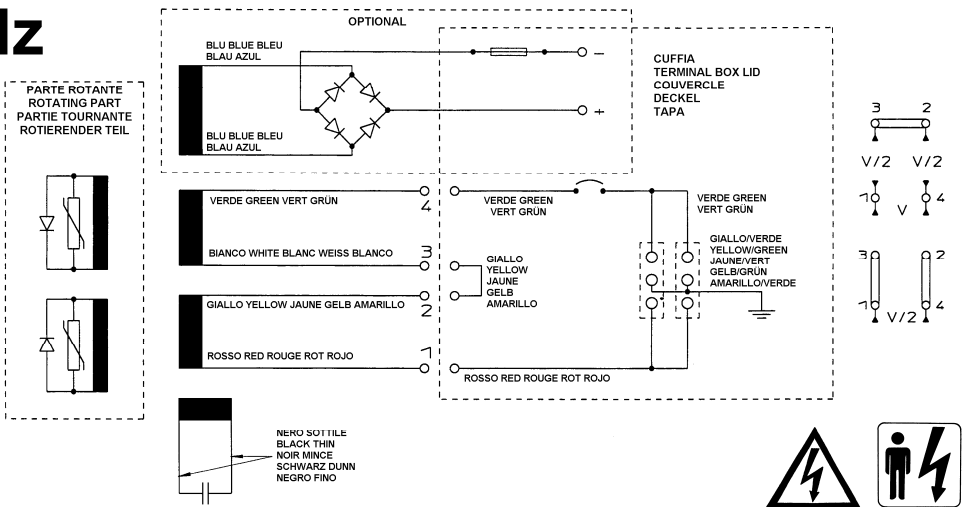 lz
OPTIONAL
BLU BLUE BLEU
BLAU AZUL
BLU BLUE BLEU
BLAU AZUL
−
+
CUFFIA
TERMINAL BOX LID
COUVERCLE
DECKEL
TAPA
PARTE ROTANTE
ROTATING PART
PARTIE TOURNANTE
ROTIERENDER TEIL
VERDE GREEN VERT GRÜN
4
BIANCO WHITE BLANC WEISS BLANCO
3
GIALLO YELLOW JAUNE GELB AMARILLO
2
ROSSO RED ROUGE ROT ROJO
1
VERDE GREEN
VERT GRÜN
GIALLO
YELLOW
JAUNE
GELB
AMARILLO
ROSSO RED ROUGE ROT ROJO
VERDE GREEN
VERT GRÜN
GIALLO/VERDE
YELLOW/GREEN
JAUNE/VERT
GELB/GRÜN
AMARILLO/VERDE
3 2
V/2 V/2
1 V 4
3 2
1 V/2 4
NERO SOTTILE
BLACK THIN
NOIR MINCE
SCHWARZ DUNN
NEGRO FINO